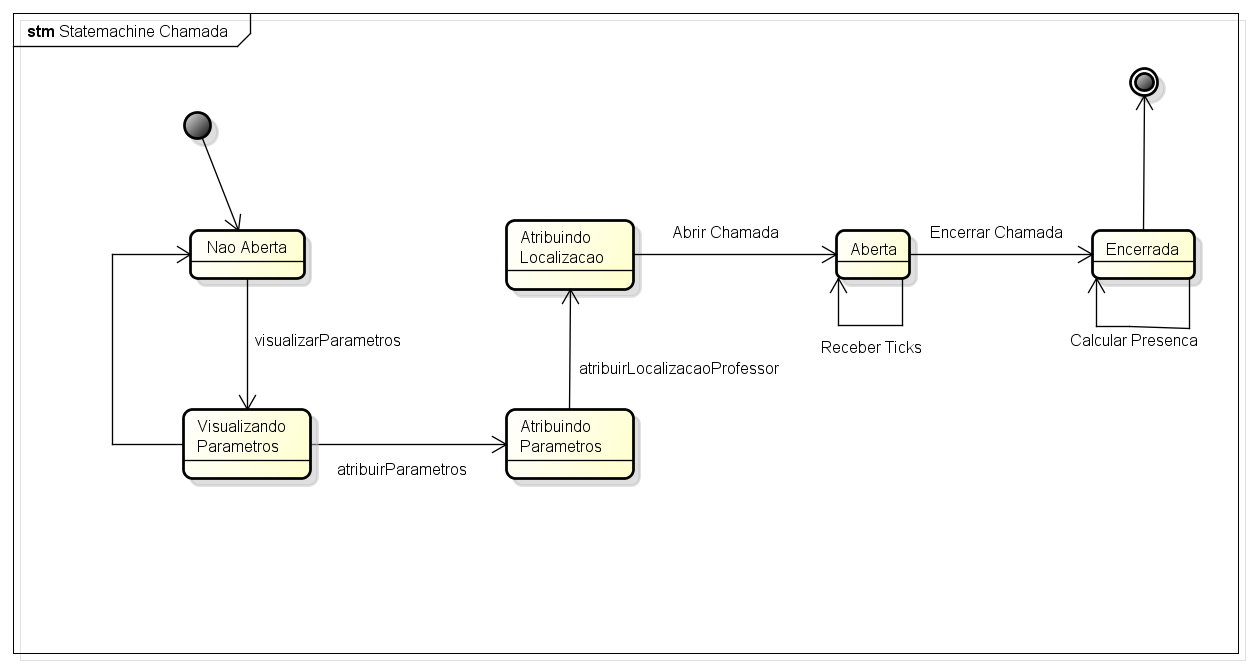 stm Statemachine Chamada
Nao Aberta
visualizarParametros
Visualizando
Parametros
atribuirParametros
Atribuindo
Parametros
atribuirLocalizacaoProfessor
Atribuindo
Localizacao
Abrir Chamada
Aberta
Receber Ticks
Encerrar Chamada
Encerrada
Calcular Presenca